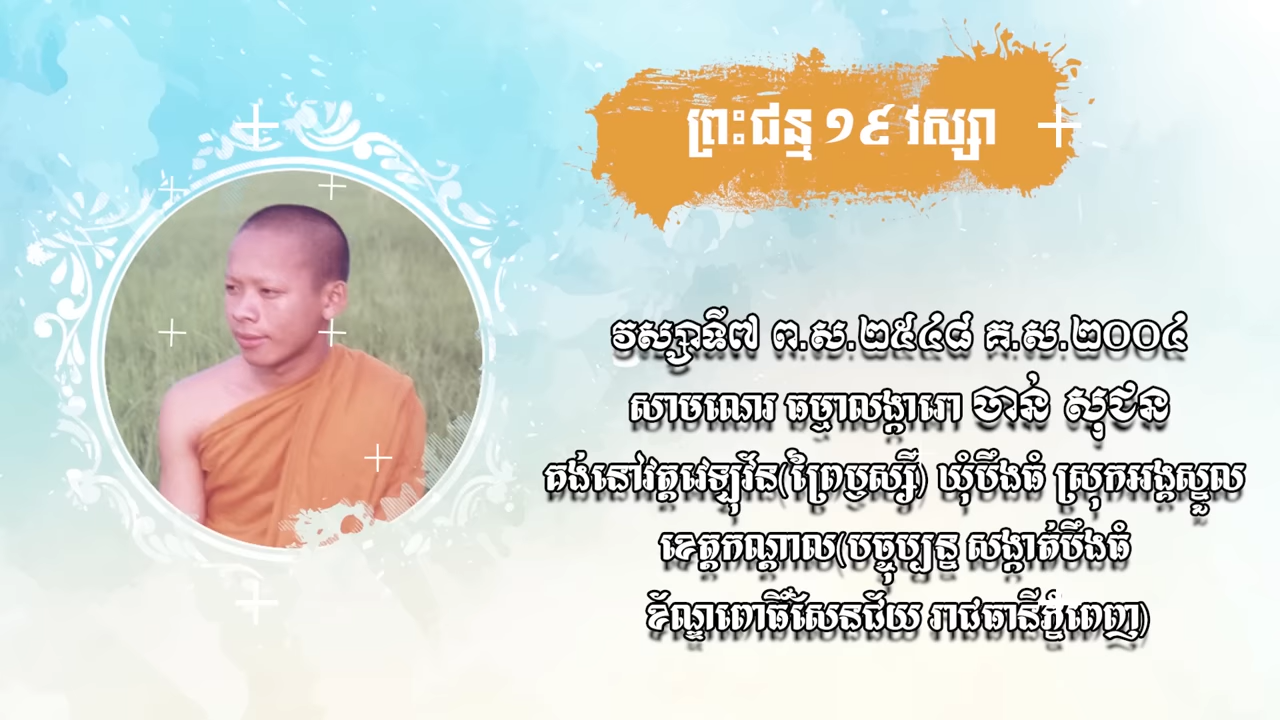 ព្រះជន្ម ១៩ វស្សា
វស្សាទី៧ ព.ស.២៥៤៨ គ.ស.២០០៤
សាមណេរ ធម្មាលង្ការោ ចាន់ សុជន
គង់នៅវត្តវេឡុវ័ន(ព្រៃឫស្សី) ឃុំបឹងធំ ស្រុកអង្គស្នួល
ខេត្តកណ្តាល(បច្ចុប្បន្ន សង្កាត់បឹងធំ
ខ័ណ្ឌពោធិ៍សែនជ័យ រាជធានីភ្នំពេញ)